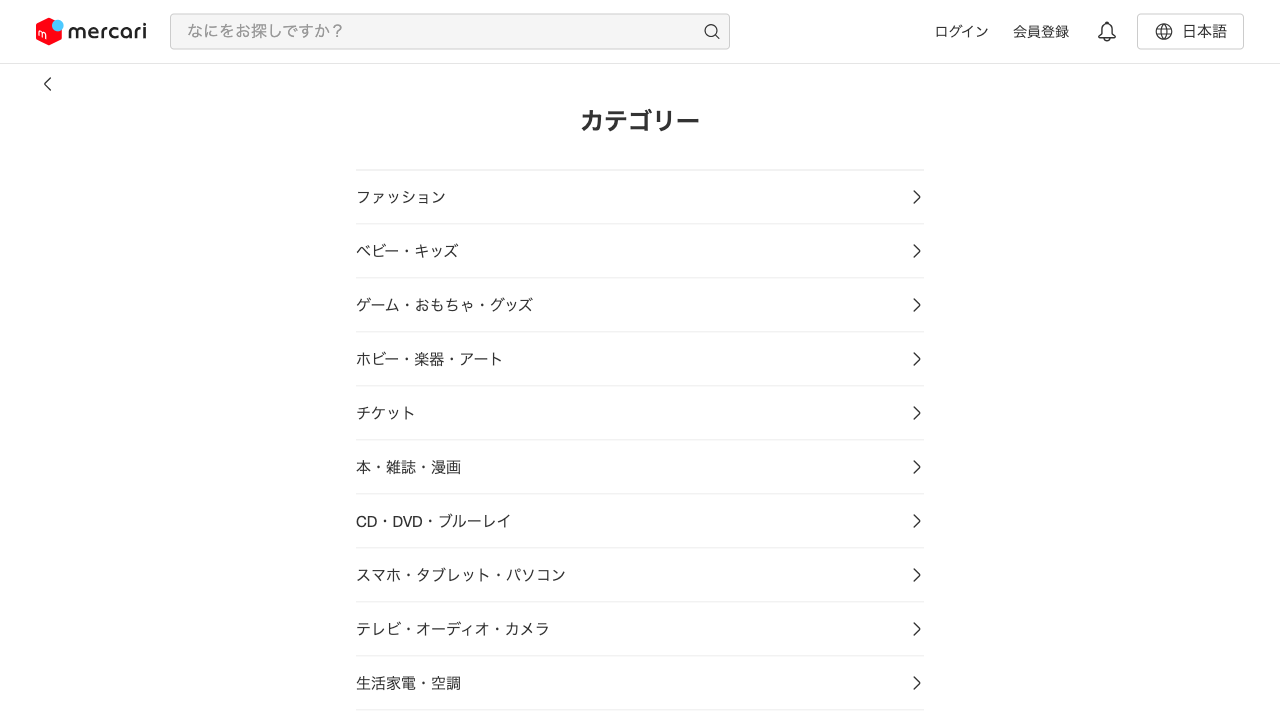 mercari
なにをお探しですか？
ログイン
会員登録
日本語
カテゴリー
ファッション
ベビー・キッズ
ゲーム・おもちゃ・グッズ
ホビー・楽器・アート
チケット
本・雑誌・漫画
CD・DVD・ブルーレイ
スマホ・タブレット・パソコン
テレビ・オーディオ・カメラ
生活家電・空調